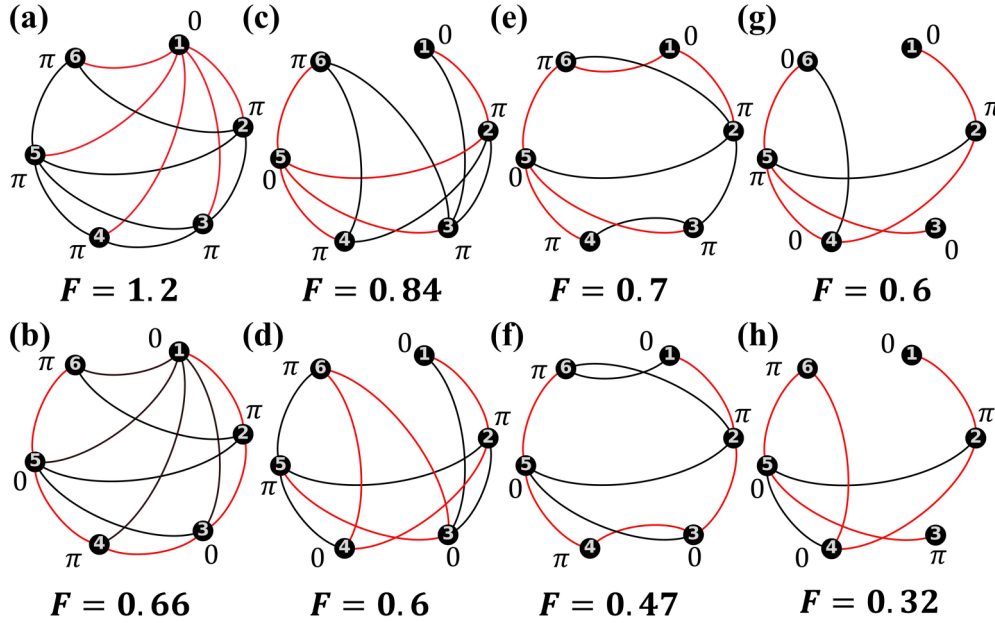 (a) (c) (e) (g)
0 0 0 0
1 1 1 1
π 6 6 π 6 0 6
π π π π
2 2 2 2
5 5 5 5
π 0 0 π
4 3 4 3 4 3 4 3
π π π π π π 0 0
F = 1.2 F = 0.84 F = 0.7 F = 0.6
(b) (d) (f) (h)
0 0 0 0
1 1 1 1
π 6 π 6 π 6 π 6
π π π π
2 2 2 2
5 5 5 5
0 π 0 0
4 3 4 3 4 3 4 3
π 0 0 0 π 0 0 π
F = 0.66 F = 0.6 F = 0.47 F = 0.32